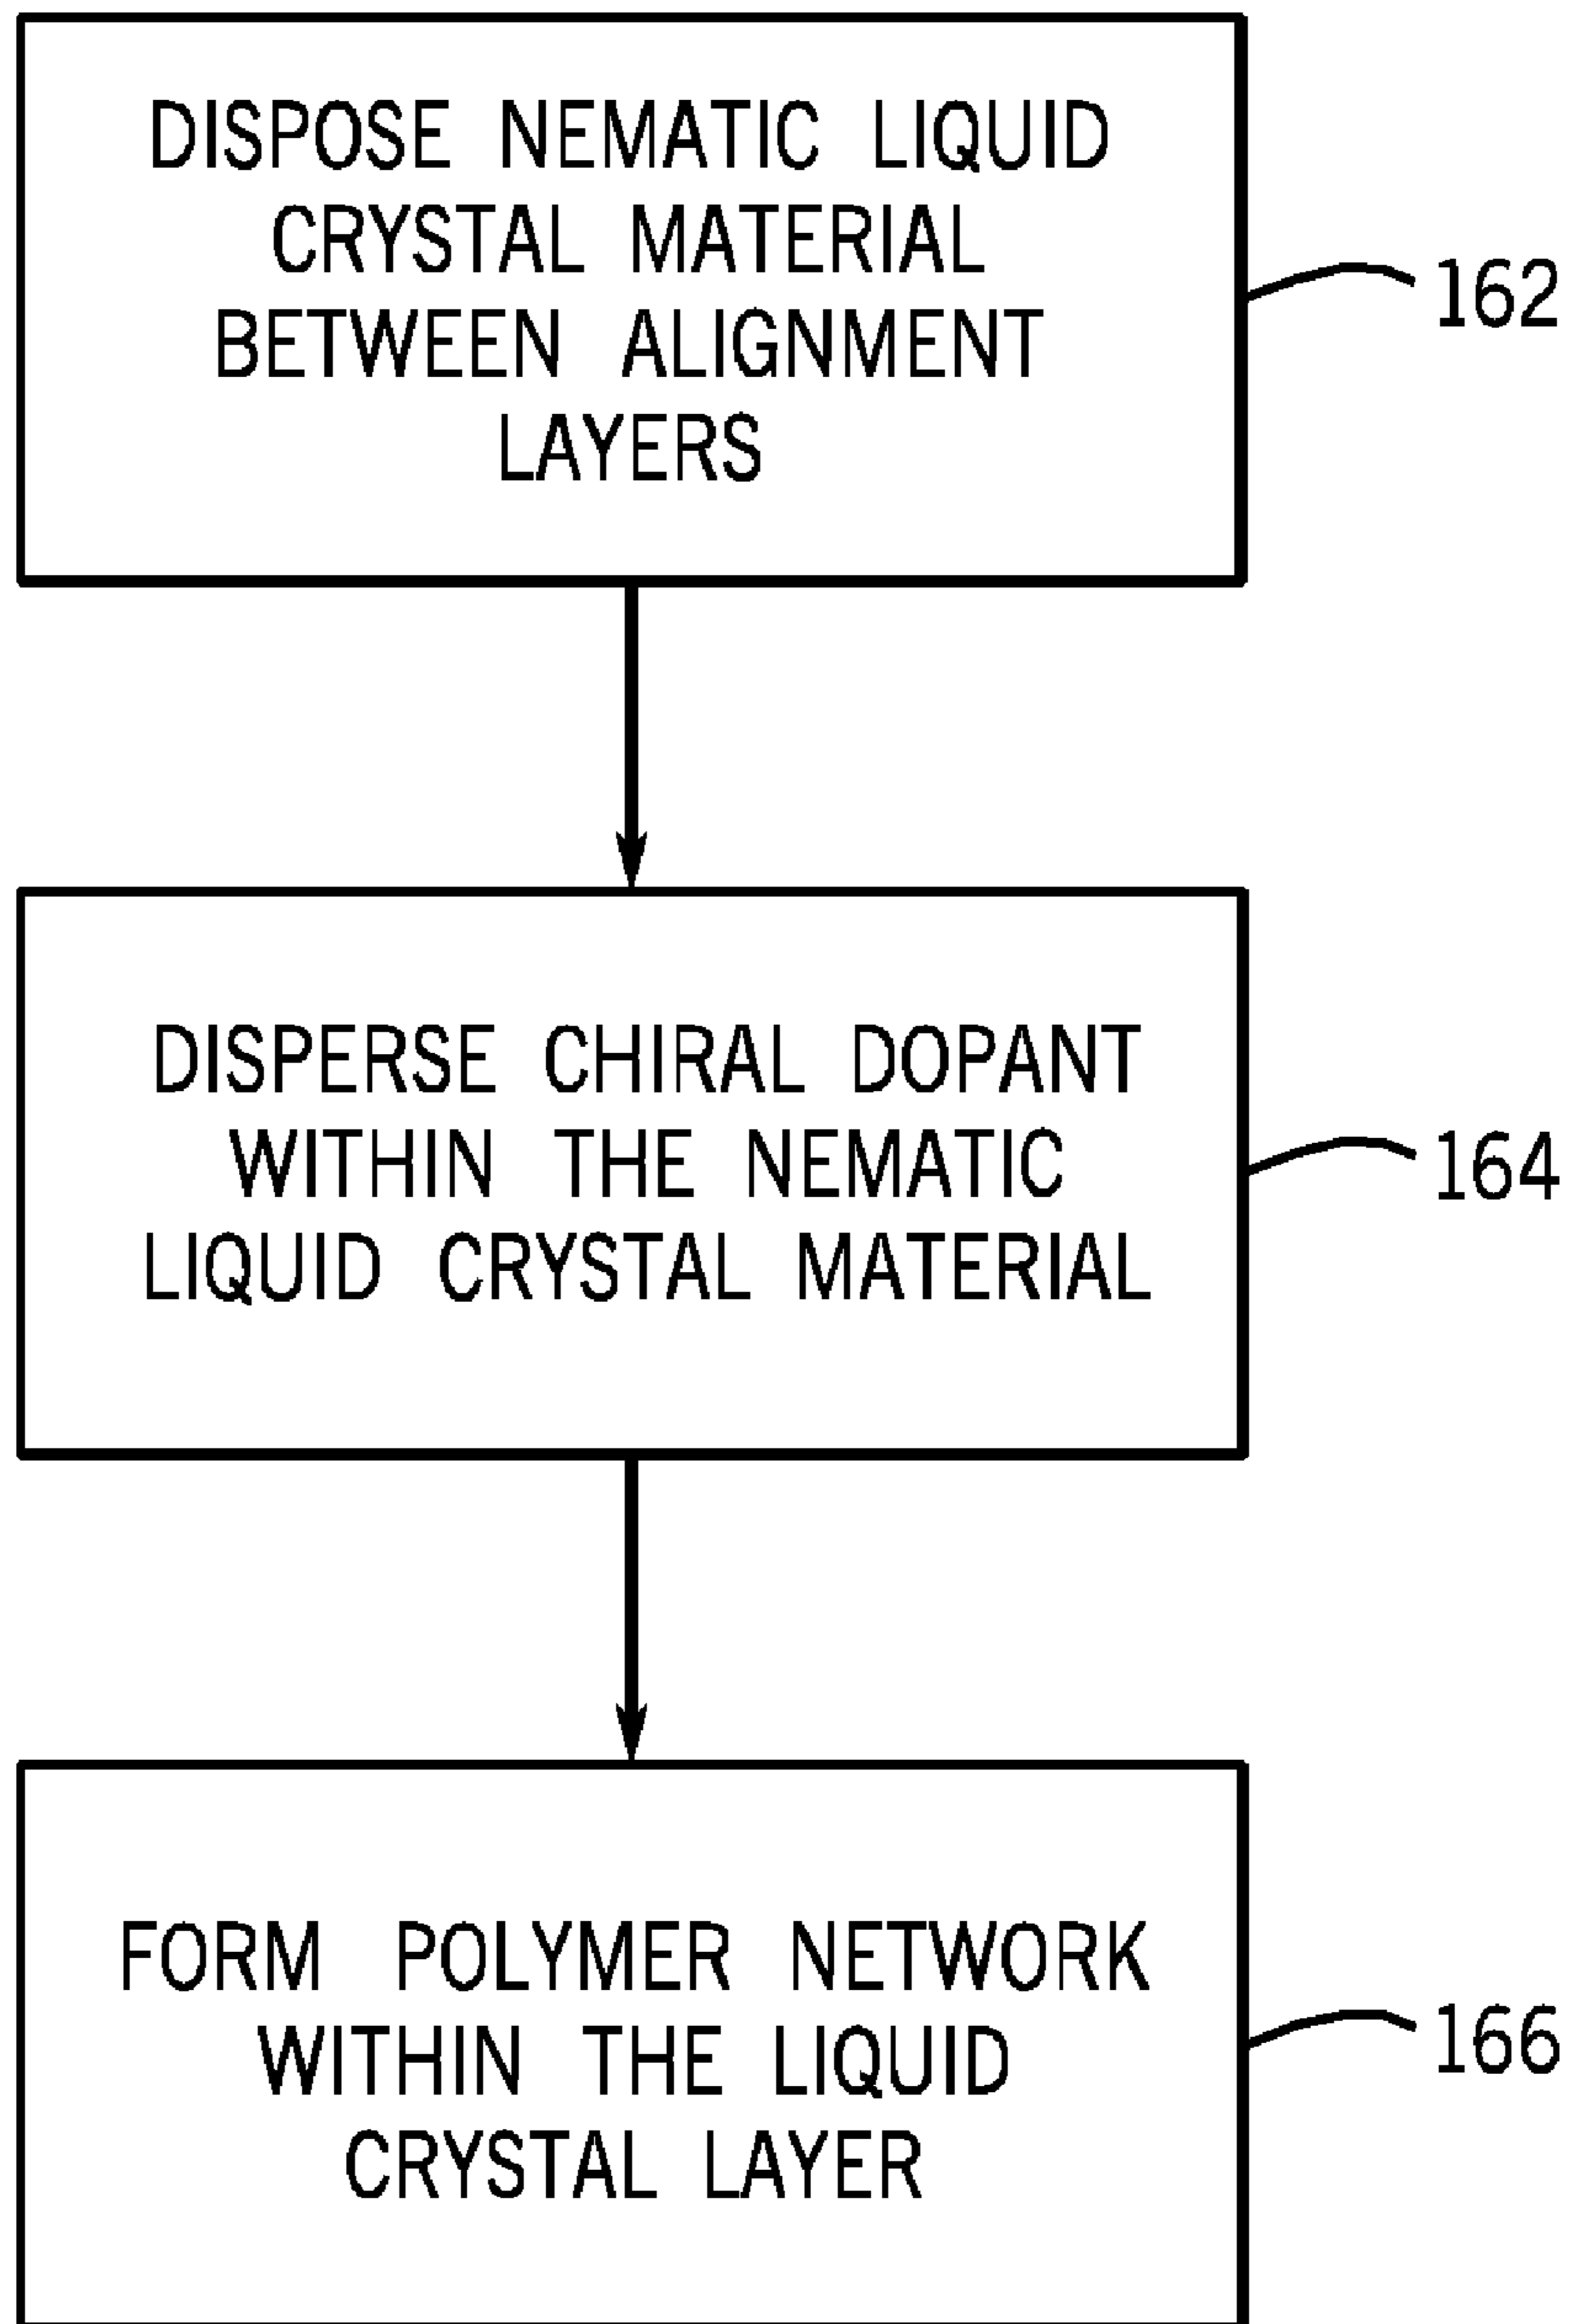 DISPOSE NEMATIC LIQUID
CRYSTAL MATERIAL
BETWEEN ALIGNMENT
LAYERS
162
DISPERSE CHIRAL DOPANT
WITHIN THE NEMATIC
LIQUID CRYSTAL MATERIAL
164
FORM POLYMER NETWORK
WITHIN THE LIQUID
CRYSTAL LAYER
166